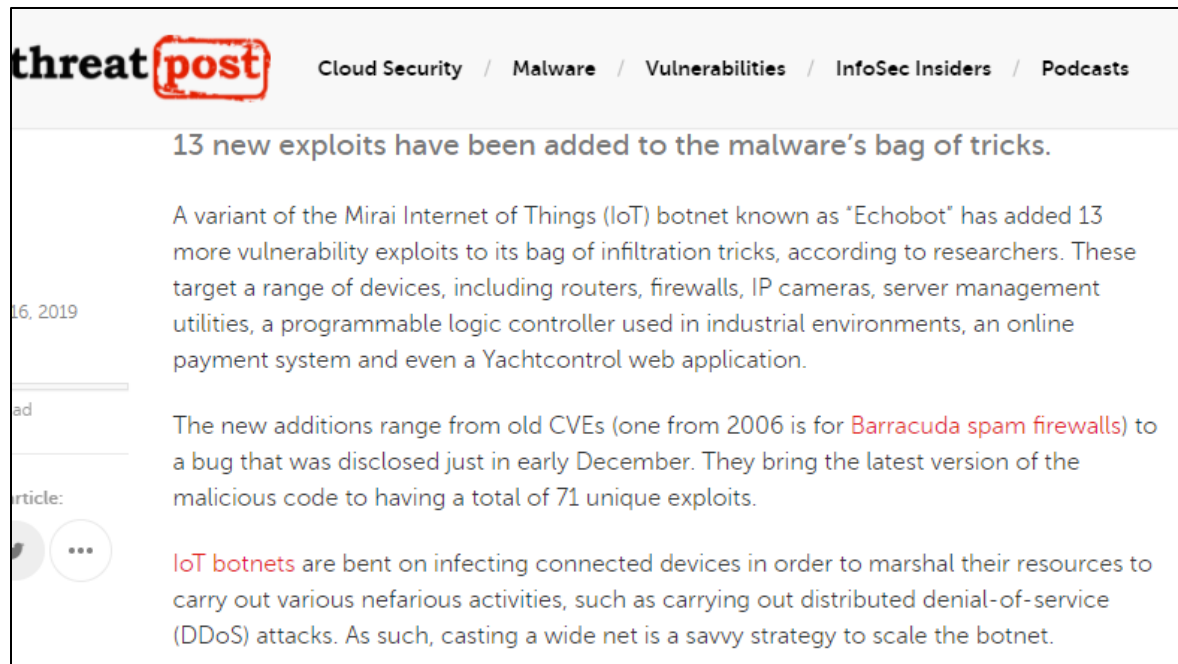 threatpost
Cloud Security / Malware / Vulnerabilities / InfoSec Insiders / Podcasts
13 new exploits have been added to the malware’s bag of tricks.
A variant of the Mirai Internet of Things (IoT) botnet known as “Echobot” has added 13
more vulnerability exploits to its bag of infiltration tricks, according to researchers. These
target a range of devices, including routers, firewalls, IP cameras, server management
utilities, a programmable logic controller used in industrial environments, an online
payment system and even a Yachtcontrol web application.
16, 2019
ad
The new additions range from old CVEs (one from 2006 is for Barracuda spam firewalls) to
a bug that was disclosed just in early December. They bring the latest version of the
malicious code to having a total of 71 unique exploits.
article:
IoT botnets are bent on infecting connected devices in order to marshal their resources to
carry out various nefarious activities, such as carrying out distributed denial-of-service
(DDoS) attacks. As such, casting a wide net is a savvy strategy to scale the botnet.